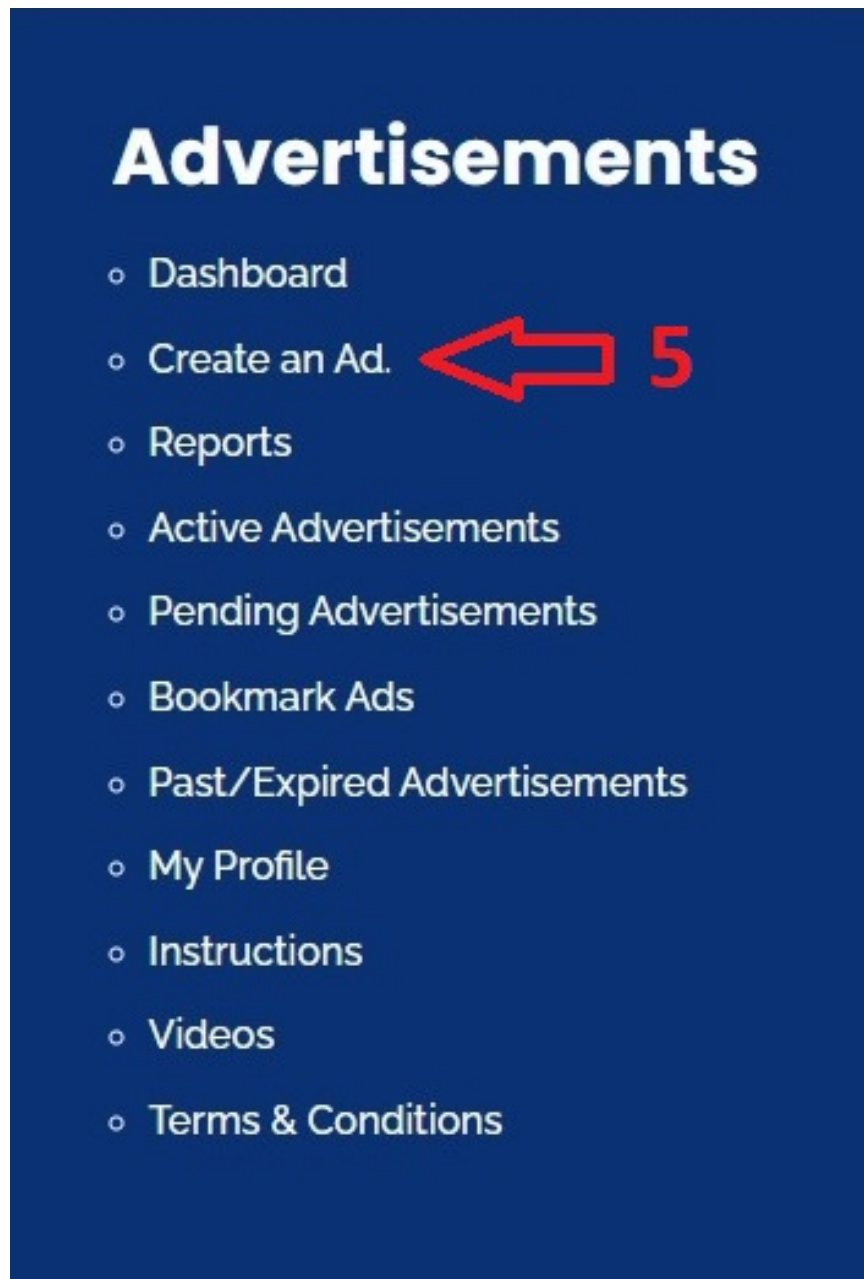 Advertisements
Dashboard
Create an Ad. 5
Reports
Active Advertisements
Pending Advertisements
Bookmark Ads
Past/Expired Advertisements
My Profile
Instructions
Videos
Terms & Conditions